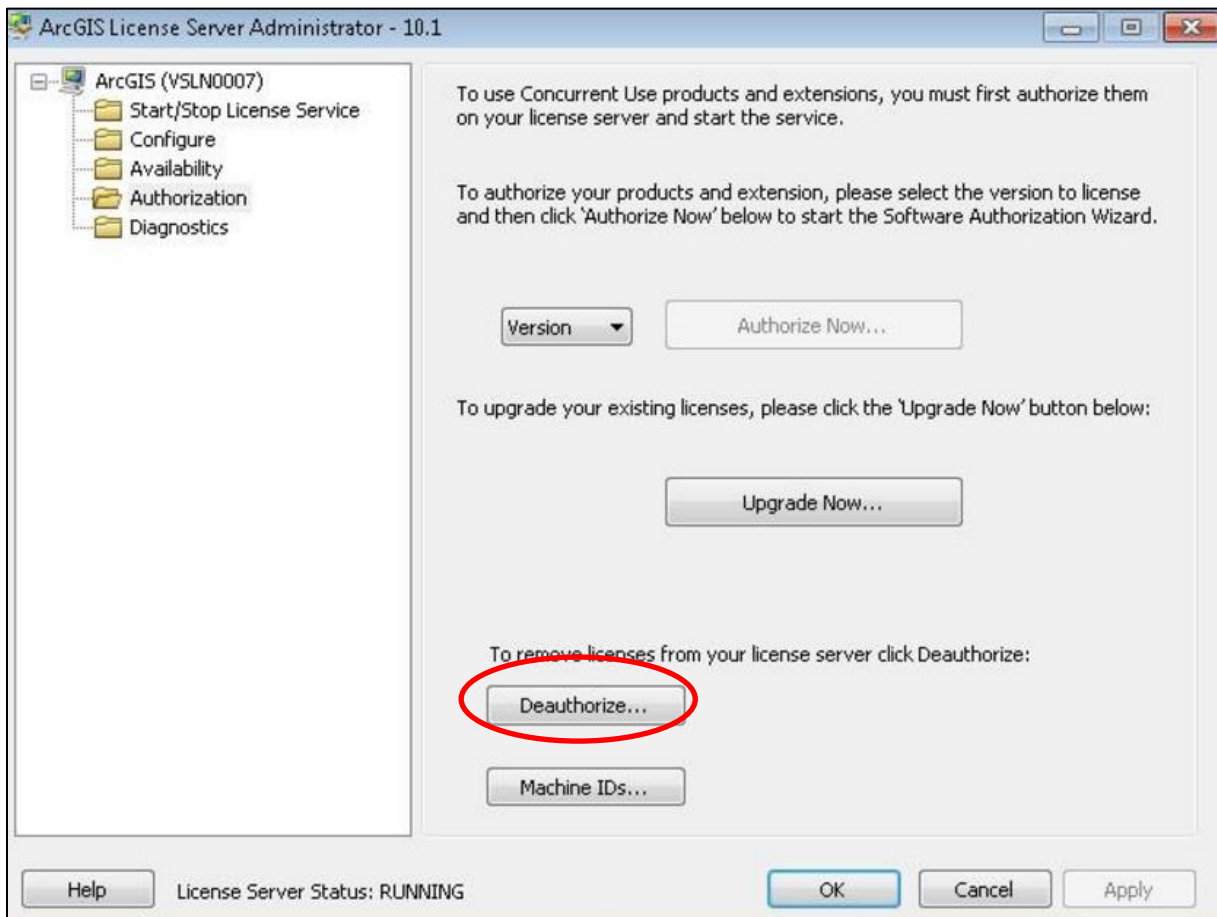 ArcGIS License Server Administrator - 10.1
ArcGIS (VSLN0007)
Start/Stop License Service
Configure
Availability
Authorization
Diagnostics
To use Concurrent Use products and extensions, you must first authorize them
on your license server and start the service.
To authorize your products and extension, please select the version to license
and then click 'Authorize Now' below to start the Software Authorization Wizard.
Version
Authorize Now...
To upgrade your existing licenses, please click the 'Upgrade Now' button below:
Upgrade Now...
To remove licenses from your license server click Deauthorize:
Deauthorize...
Machine IDs...
Help
License Server Status: RUNNING
OK
Cancel
Apply